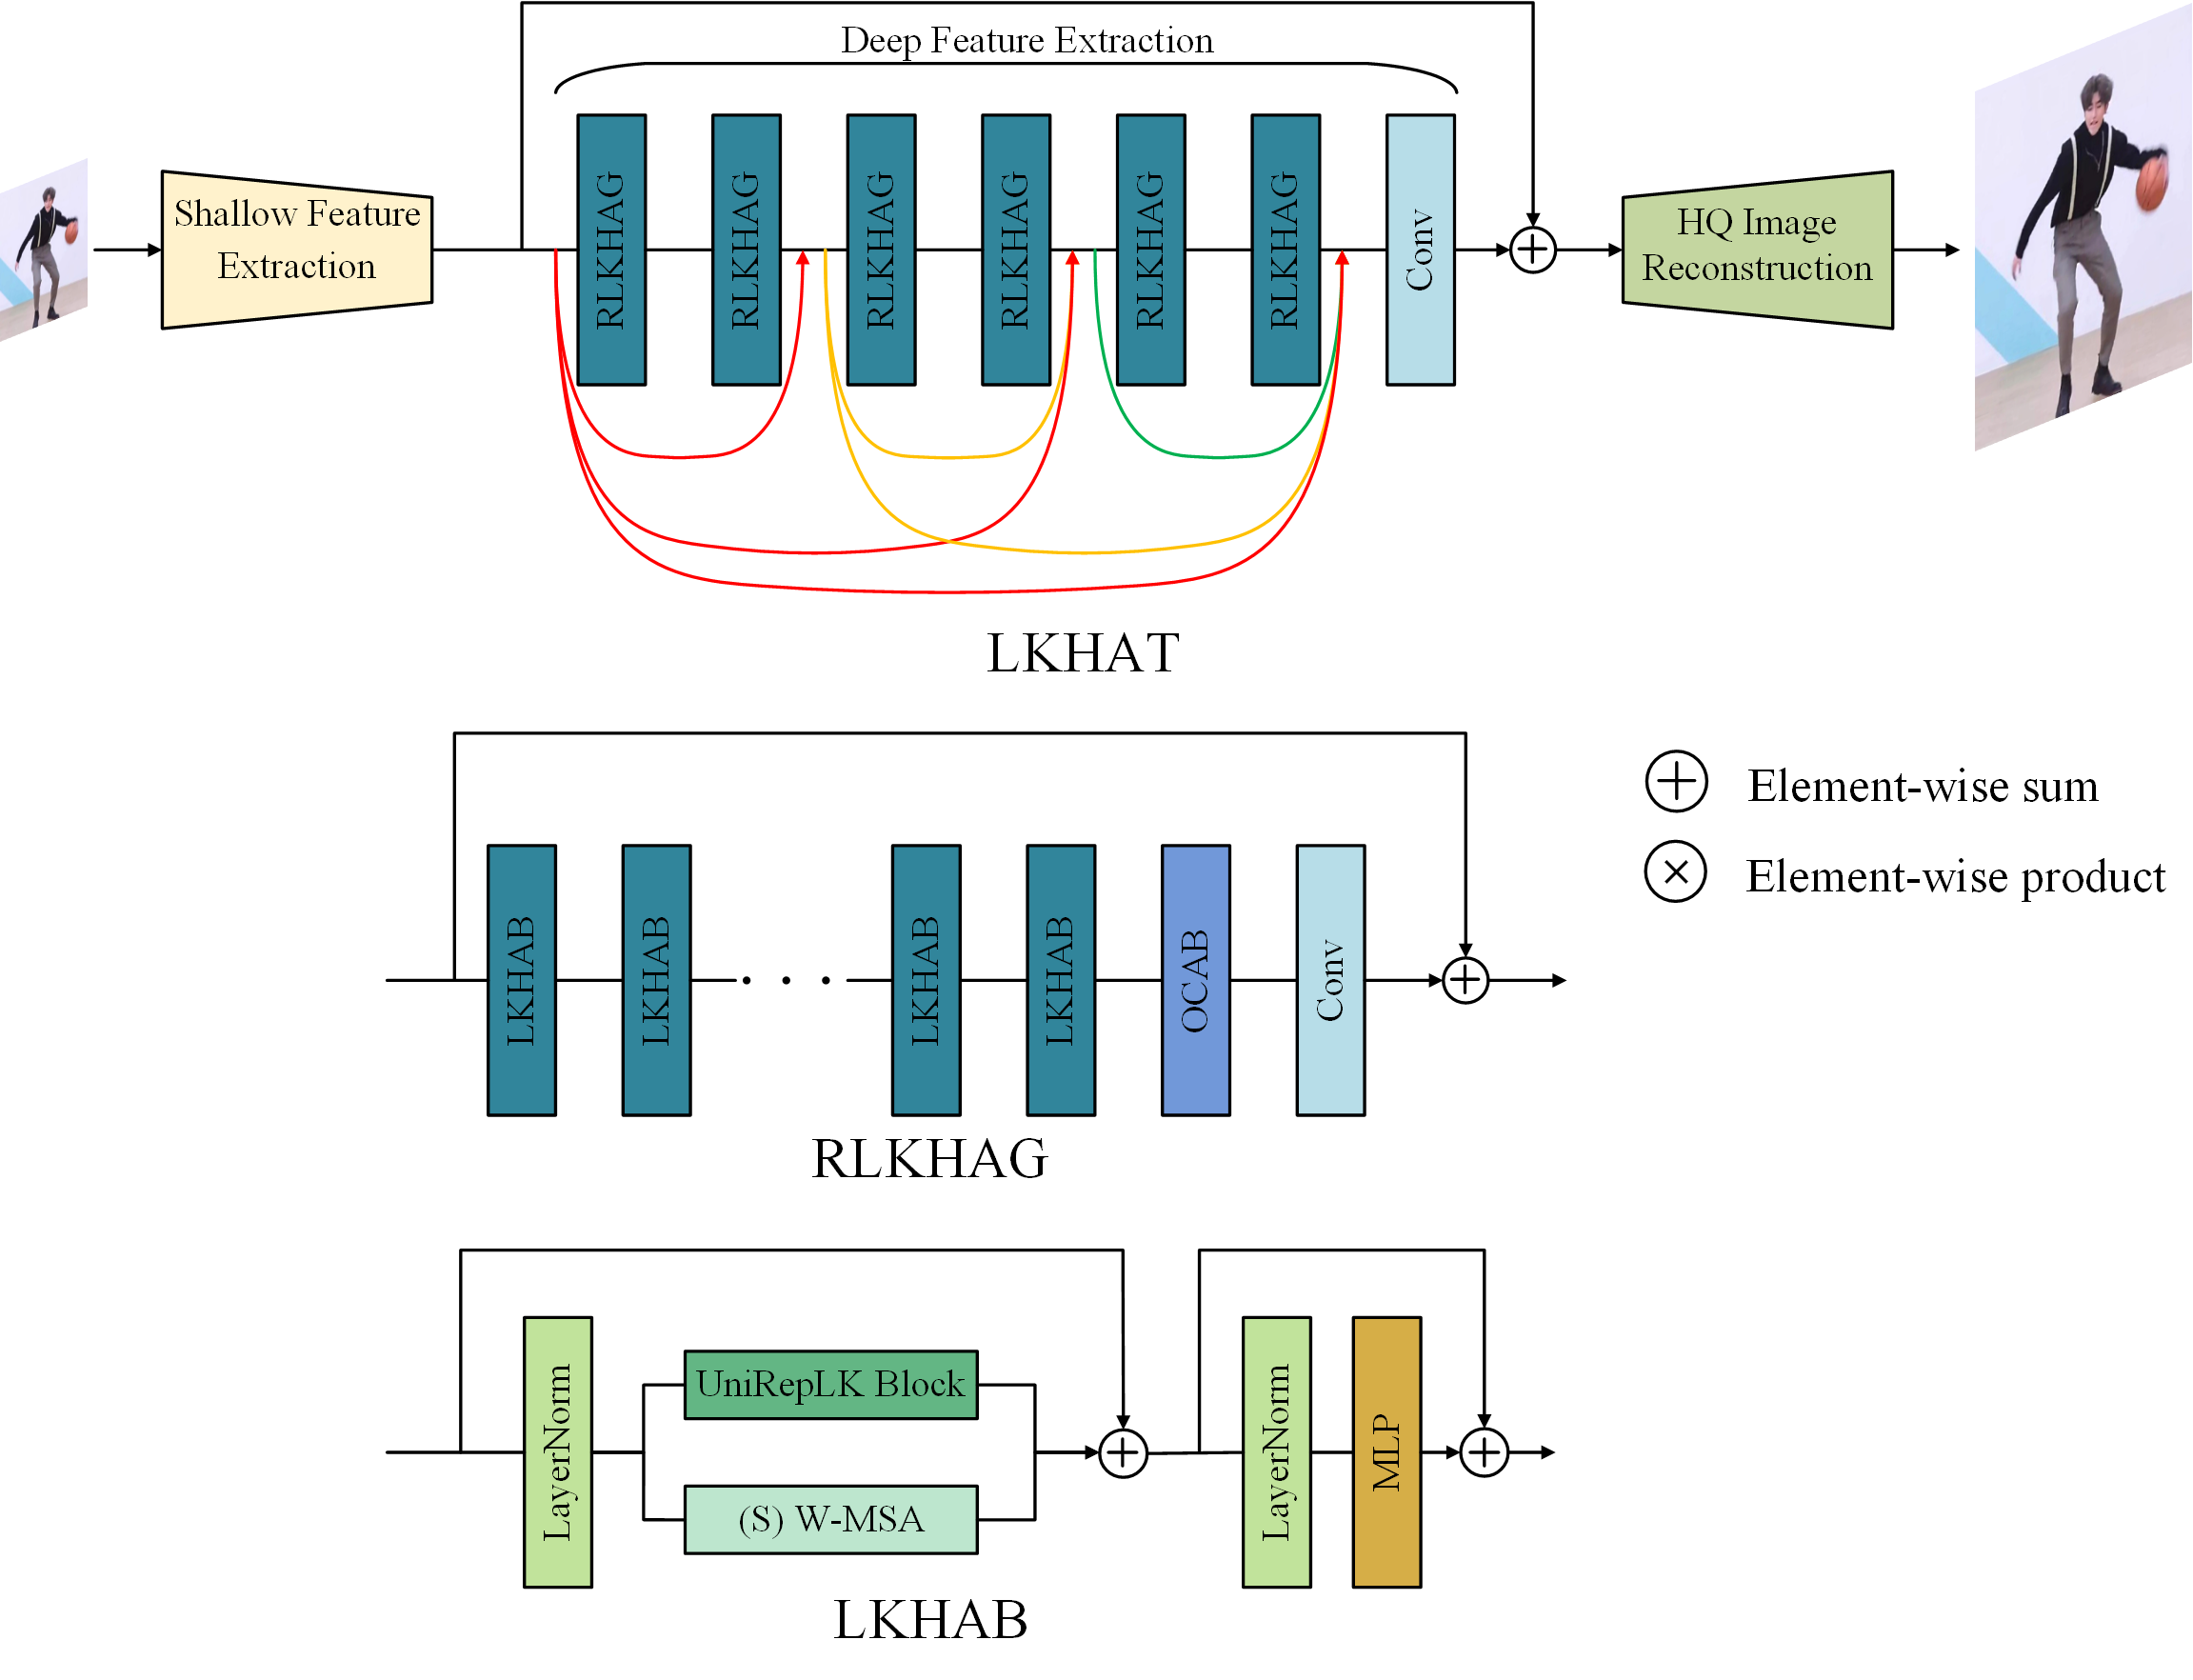 Deep Feature Extraction
Shallow Feature
Extraction
RLKHAG
RLKHAG
RLKHAG
RLKHAG
RLKHAG
RLKHAG
Conv
HQ Image
Reconstruction
LKHAT
Element-wise sum
Element-wise product
LKHAB
LKHAB
. . .
LKHAB
LKHAB
OCAB
Conv
RLKHAG
LayerNorm
UniRepLK Block
(S) W-MSA
LayerNorm
MLP
LKHAB